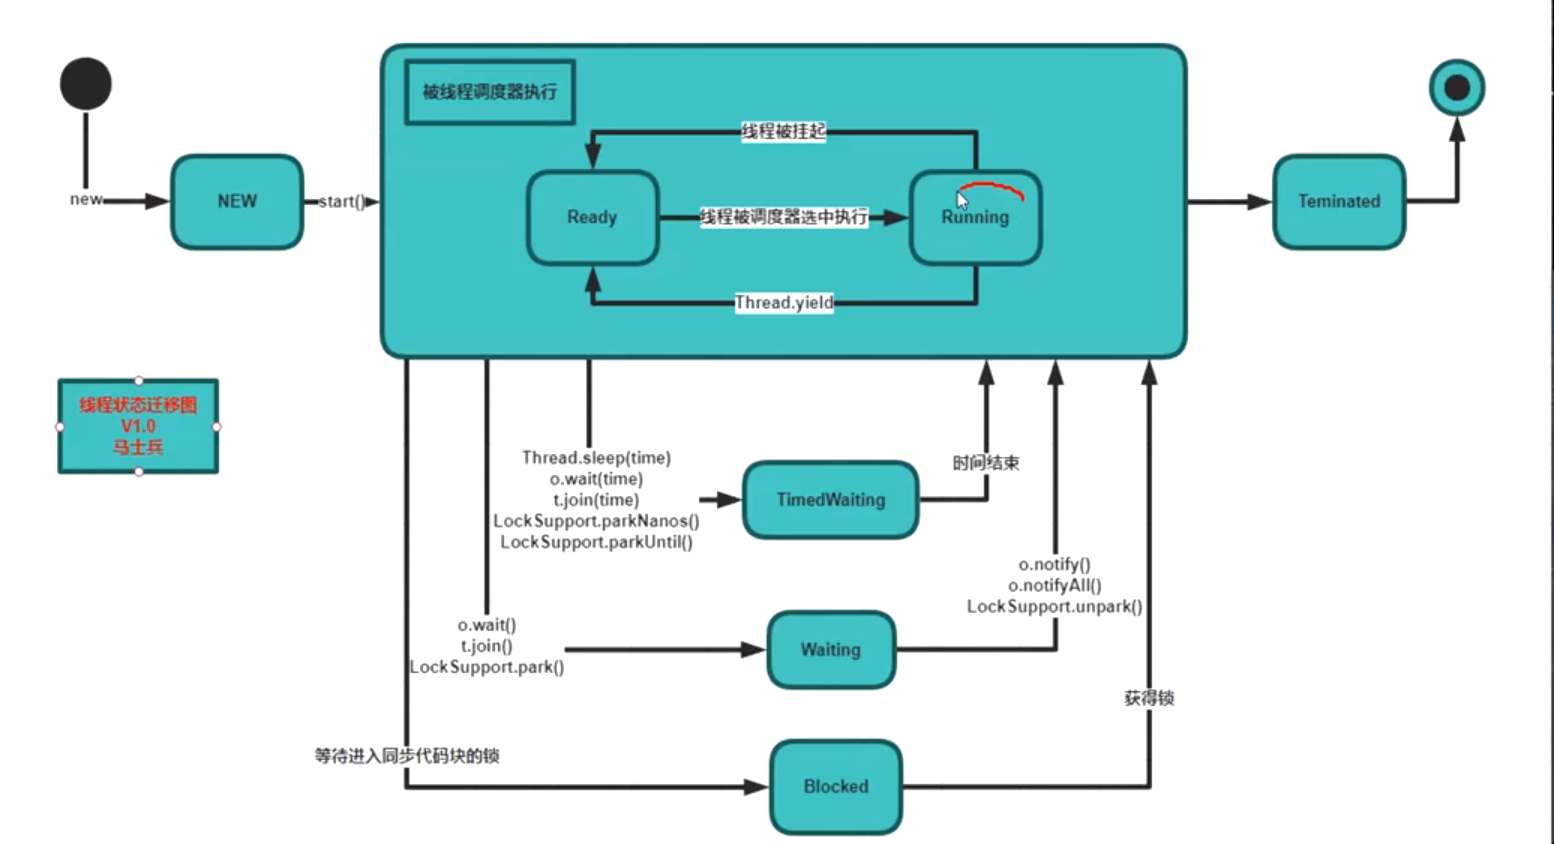 被线程调度器执行
线程被挂起
new
NEW
start()
Ready
线程被调度器选中执行
Running
Teminated
Thread.yield
线程状态迁移图
V1.0
马士兵
Thread.sleep(time)
o.wait(time)
t.join(time)
LockSupport.parkNanos()
LockSupport.parkUntil()
TimedWaiting
时间结束
o.wait()
t.join()
LockSupport.park()
Waiting
o.notify()
o.notifyAll()
LockSupport.unpark()
等待进入同步代码块的锁
Blocked
获得锁